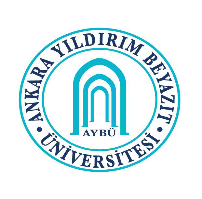 ANKARA YILDIRIM BEYAZIT
AYBÜ
• ÜNİVERSİTESİ •